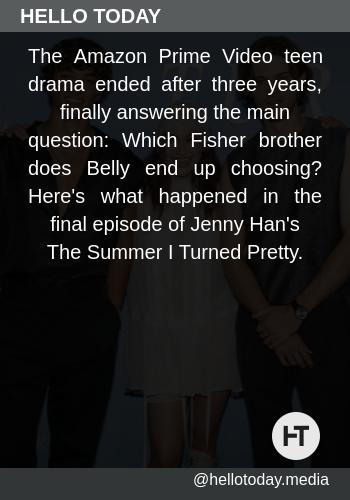 HELLO TODAY
The Amazon Prime Video teen
drama ended after three years,
finally answering the main
question: Which Fisher brother
does Belly end up choosing?
Here's what happened in the
final episode of Jenny Han's
The Summer I Turned Pretty.
HT
@hellotoday.media